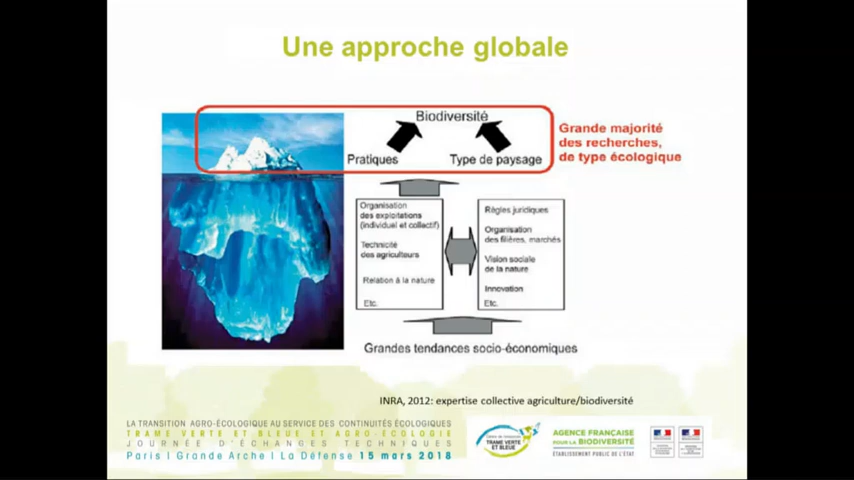 Une approche globale
Biodiversité
Pratiques
Type de paysage
Grande majorité
des recherches,
de type écologique
Organisation
des exploitations
(individuel et collectif)
Technicité
des agriculteurs
Relation à la nature
Etc.
Règles juridiques
Organisation
des filières, marchés
Vision sociale
de la nature
Innovation
Etc.
Grandes tendances socio-économiques
INRA, 2012: expertise collective agriculture/biodiversité
LA TRANSITION AGRO-ÉCOLOGIQUE AU SERVICE DES CONTINUITÉS ÉCOLOGIQUES
TRAME VERTE ET BLEUE ET AGRO-ÉCOLOGIE
JOURNÉE D'ÉCHANGES TECHNIQUES
Paris | Grande Arche | La Défense 15 mars 2018
TRAME VERTE
ET BLEUE
AGENCE FRANÇAISE
POUR LA BIODIVERSITÉ
ÉTABLISSEMENT PUBLIC DE L'ÉTAT